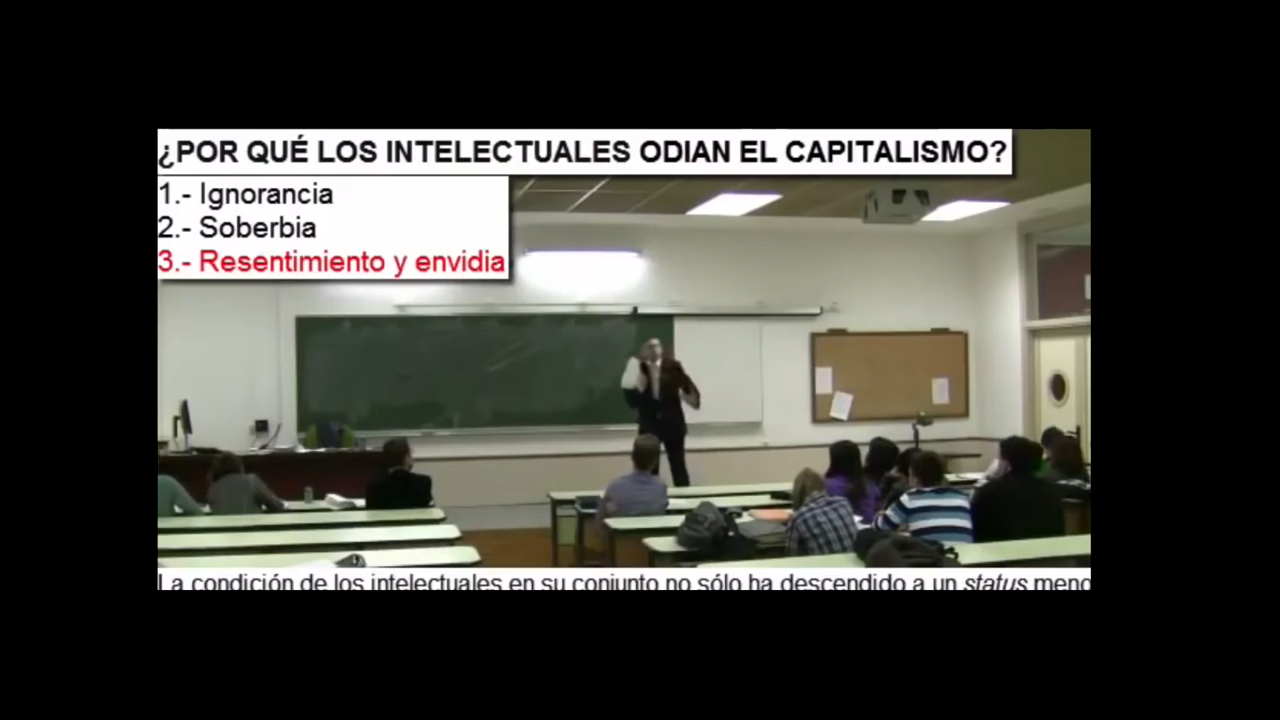 ¿POR QUÉ LOS INTELECTUALES ODIAN EL CAPITALISMO?
1.- Ignorancia
2.- Soberbia
3.- Resentimiento y envidia
La condición de los intelectuales en su conjunto no sólo ha descendido a un status meno